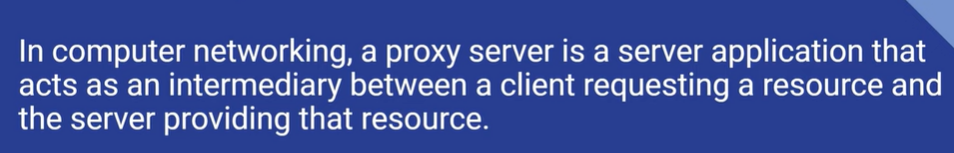 In computer networking, a proxy server is a server application that
acts as an intermediary between a client requesting a resource and
the server providing that resource.